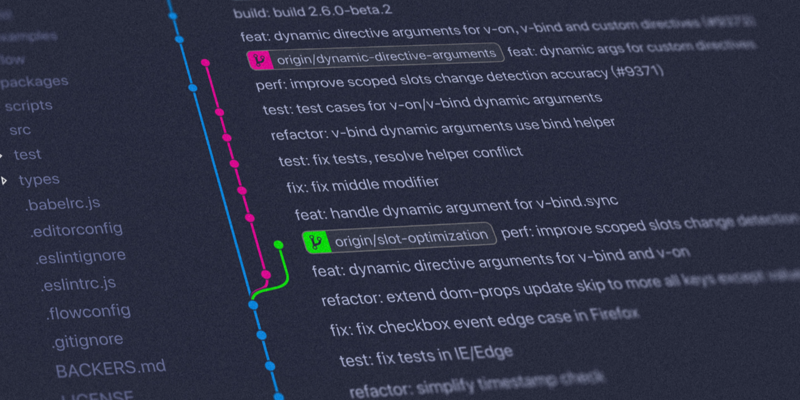 examples
flow
packages
scripts
src
test
types
.babelrc.js
.editorconfig
.eslintignore
.eslintrc.js
.flowconfig
.gitignore
BACKERS.md
LICENSE
build: build 2.6.0-beta.2
feat: dynamic directive arguments for v-on, v-bind and custom directives (#9373)
origin/dynamic-directive-arguments feat: dynamic args for custom directives
perf: improve scoped slots change detection accuracy (#9371)
test: test cases for v-on/v-bind dynamic arguments
refactor: v-bind dynamic arguments use bind helper
test: fix tests, resolve helper conflict
fix: fix middle modifier
feat: handle dynamic argument for v-bind.sync
origin/slot-optimization perf: improve scoped slots change detection
feat: dynamic directive arguments for v-bind and v-on
refactor: extend dom-props update skip to more all keys except value
fix: fix checkbox event edge case in Firefox
test: fix tests in IE/Edge
refactor: simplify timestamp check